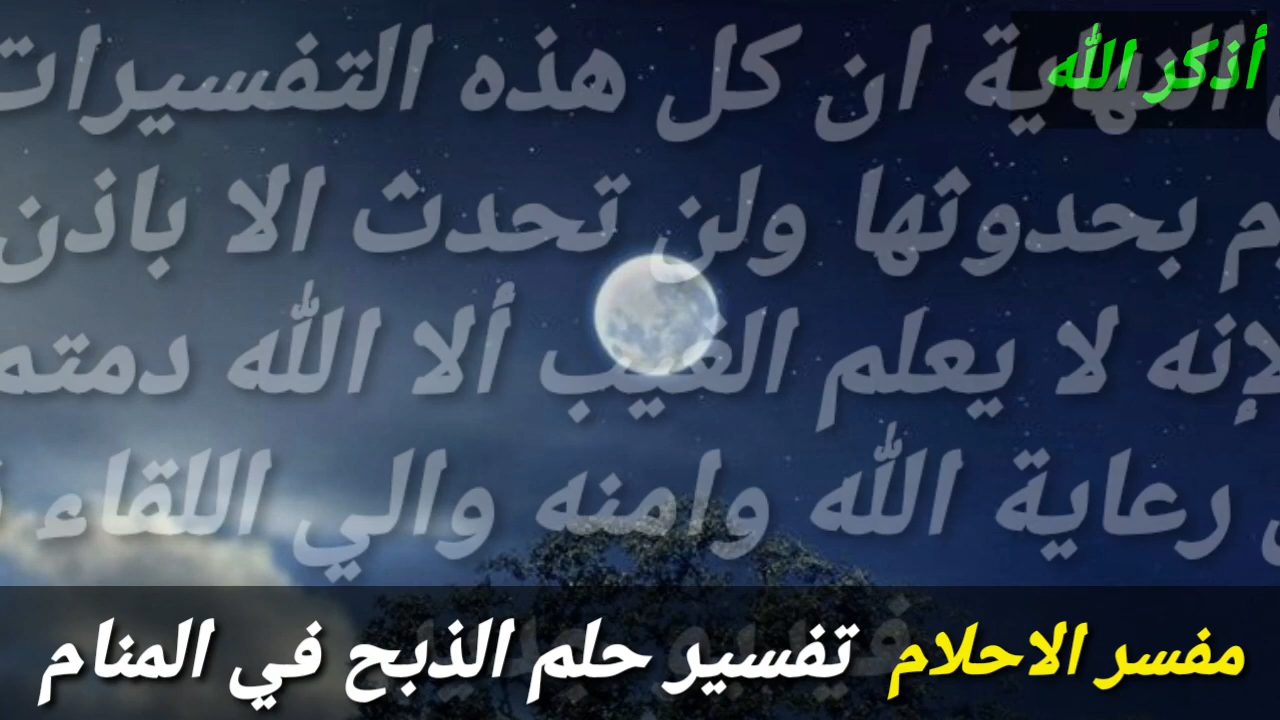 أذكر الله
النهاية ان كل هذه التفسيرات
بحدوثها ولن تحدث الا باذن
لإنه لا يعلم الغيب ألا الله دمتم
رعاية الله وامنه والي اللقاء
مفسر الاحلام تفسير حلم الذبح في المنام